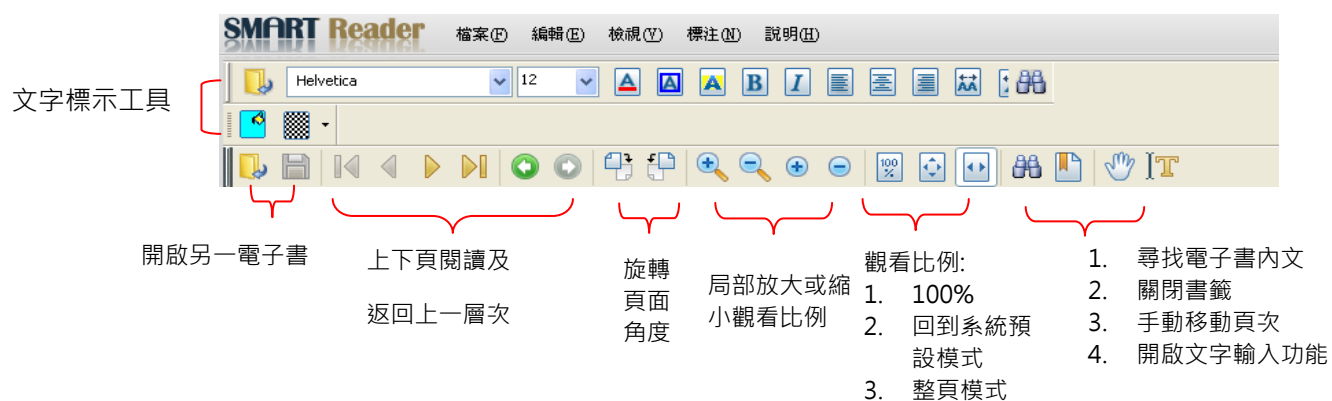 SMART Reader 檔案(F) 編輯(E) 檢視(V) 標注(N) 說明(H)
Helvetica 12 A A A B I AA
文字標示工具
100%
T
開啟另一電子書
上下頁閱讀及
返回上一層次
旋轉
頁面
角度
局部放大或縮
小觀看比例
觀看比例:
1. 100%
2. 回到系統預
設模式
3. 整頁模式
1. 尋找電子書內文
2. 關閉書籤
3. 手動移動頁次
4. 開啟文字輸入功能